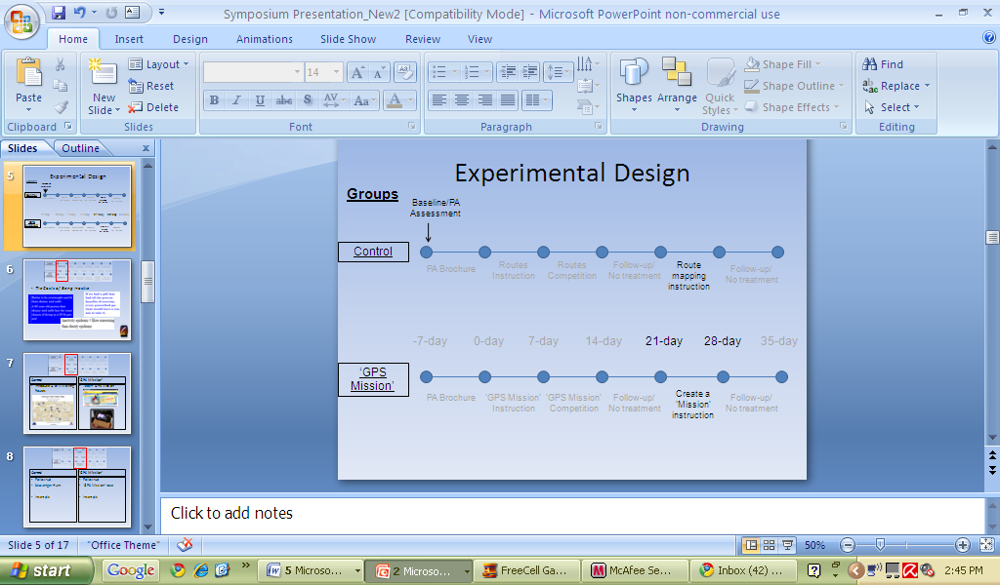 Symposium Presentation_New2 [Compatibility Mode] - Microsoft PowerPoint non-commercial use
Home Insert Design Animations Slide Show Review View
Paste
Clipboard
New
Slide
Layout
Reset
Delete
Slides
14
B I U abc S AV Aa A
Font
Paragraph
Shapes Arrange Quick
Styles
Shape Fill
Shape Outline
Shape Effects
Drawing
Find
Replace
Select
Editing
Slides Outline x
5
Experimental Design
6
7
8
Experimental Design
Groups
Baseline/PA
Assessment
Control
PA Brochure
Routes
Instruction
Routes
Competition
Follow-up/
No treatment
Route
mapping
instruction
Follow-up/
No treatment
-7-day 0-day 7-day 14-day 21-day 28-day 35-day
‘GPS
Mission’
PA Brochure
‘GPS Mission’
Instruction
‘GPS Mission’
Competition
Follow-up/
No treatment
Create a
‘Mission’
instruction
Follow-up/
No treatment
Click to add notes
Slide 5 of 17 "Office Theme" 50%
start Google » 5 Microso... 2 Microso... FreeCell Ga... McAfee Se... Inbox (42) ... 2:45 PM